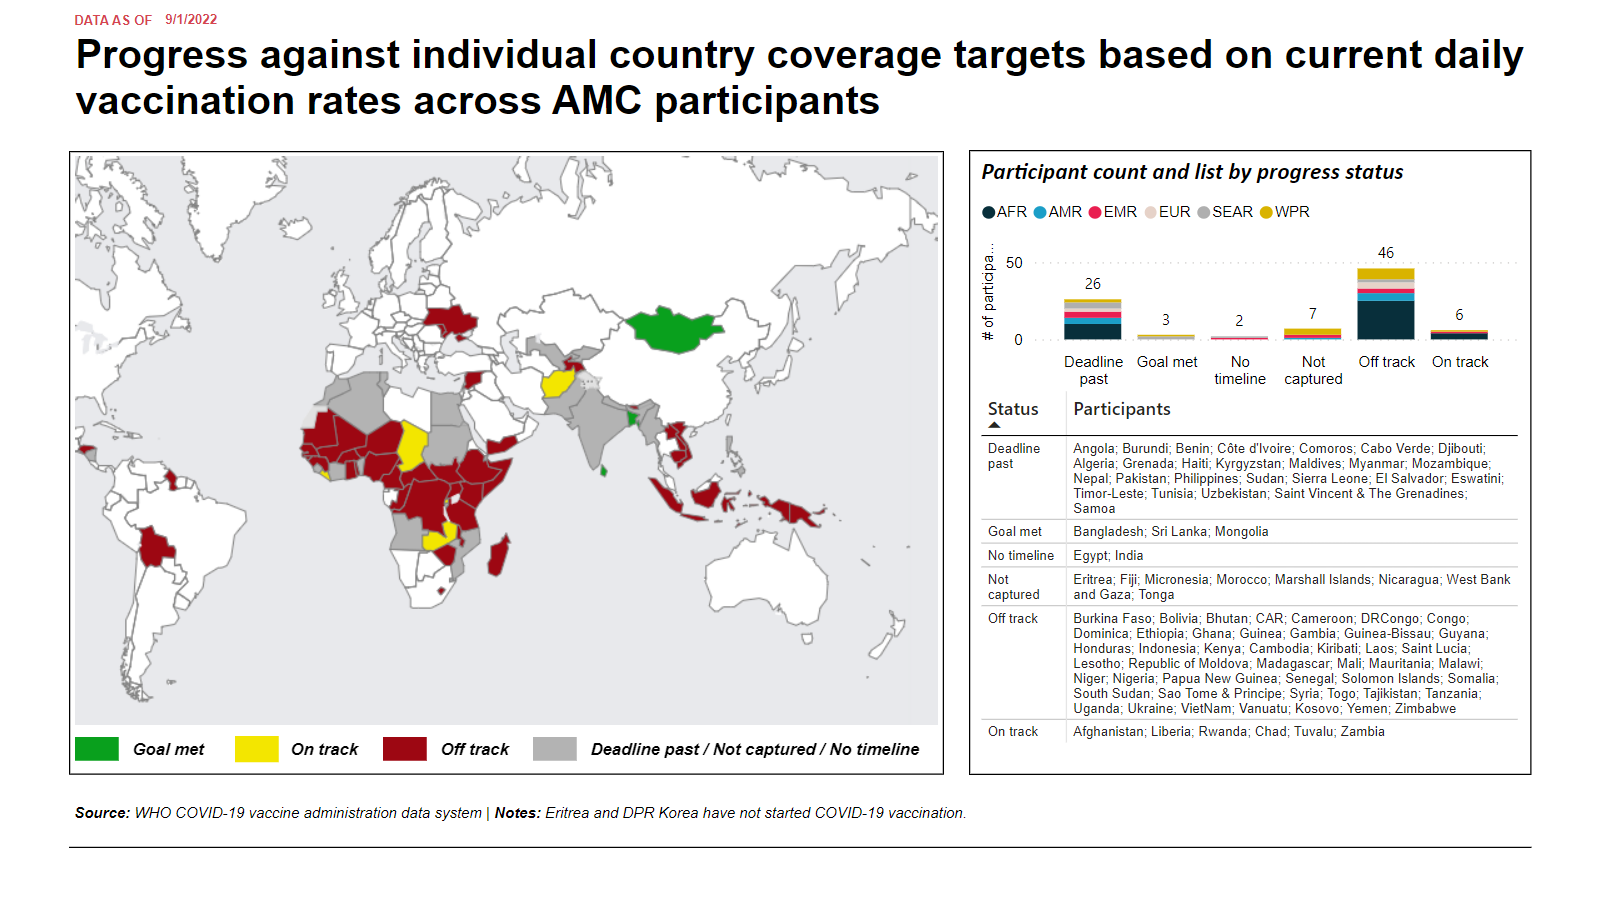 DATA AS OF 9/1/2022
Progress against individual country coverage targets based on current daily
vaccination rates across AMC participants
Goal met
On track
Off track
Deadline past / Not captured / No timeline
Participant count and list by progress status
AFR AMR EMR EUR SEAR WPR
# of participa...
50
0
26
3
2
7
46
6
Deadline past
Goal met
No timeline
Not captured
Off track
On track
Status Participants
Deadline past
Angola; Burundi; Benin; Côte d'Ivoire; Comoros; Cabo Verde; Djibouti;
Algeria; Grenada; Haiti; Kyrgyzstan; Maldives; Myanmar; Mozambique;
Nepal; Pakistan; Philippines; Sudan; Sierra Leone; El Salvador; Eswatini;
Timor-Leste; Tunisia; Uzbekistan; Saint Vincent & The Grenadines;
Samoa
Goal met
Bangladesh; Sri Lanka; Mongolia
No timeline
Egypt; India
Not captured
Eritrea; Fiji; Micronesia; Morocco; Marshall Islands; Nicaragua; West Bank
and Gaza; Tonga
Off track
Burkina Faso; Bolivia; Bhutan; CAR; Cameroon; DRCongo; Congo;
Dominica; Ethiopia; Ghana; Guinea; Gambia; Guinea-Bissau; Guyana;
Honduras; Indonesia; Kenya; Cambodia; Kiribati; Laos; Saint Lucia;
Lesotho; Republic of Moldova; Madagascar; Mali; Mauritania; Malawi;
Niger; Nigeria; Papua New Guinea; Senegal; Solomon Islands; Somalia;
South Sudan; Sao Tome & Principe; Syria; Togo; Tajikistan; Tanzania;
Uganda; Ukraine; VietNam; Vanuatu; Kosovo; Yemen; Zimbabwe
On track
Afghanistan; Liberia; Rwanda; Chad; Tuvalu; Zambia
Source: WHO COVID-19 vaccine administration data system | Notes: Eritrea and DPR Korea have not started COVID-19 vaccination.